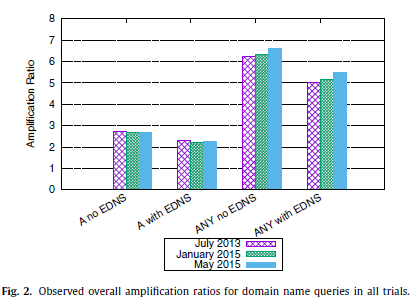 8
7
6
5
4
3
2
1
0
Amplification Ratio
A no EDNS
A with EDNS
ANY no EDNS
ANY with EDNS
July 2013
January 2015
May 2015
Fig. 2. Observed overall amplification ratios for domain name queries in all trials.